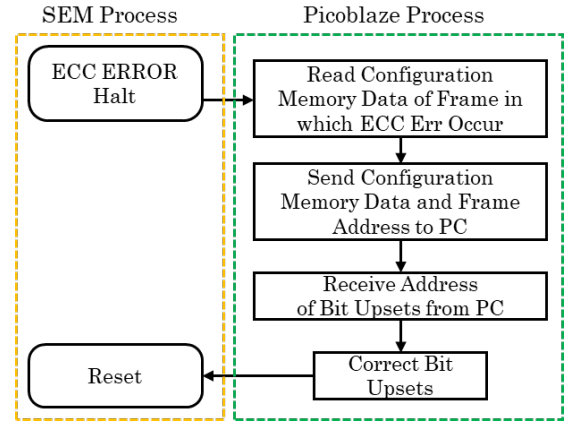 SEM Process
Picoblaze Process
ECC ERROR
Halt
Read Configuration
Memory Data of Frame in
which ECC Err Occur
Send Configuration
Memory Data and Frame
Address to PC
Receive Address
of Bit Upsets from PC
Correct Bit
Upsets
Reset